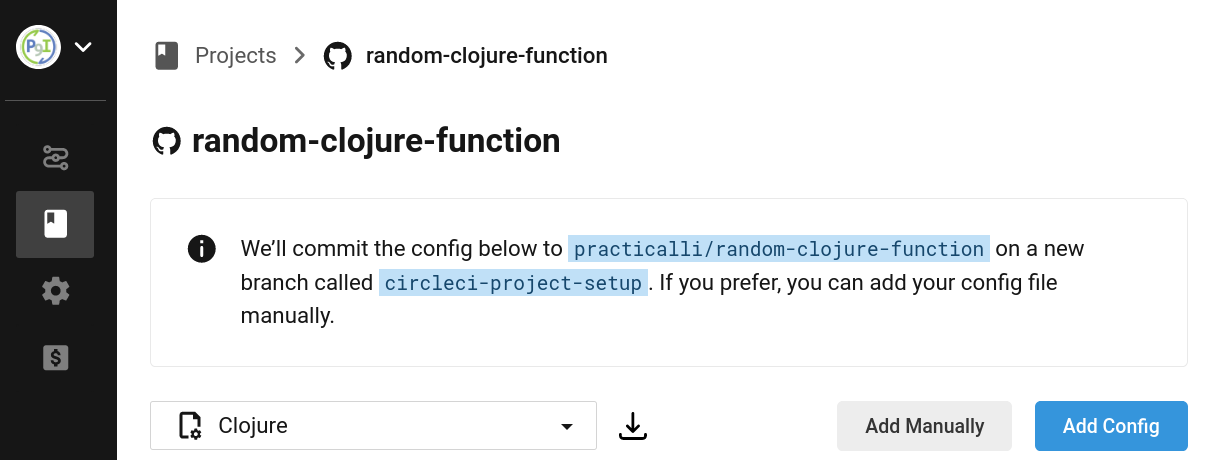 PgI
Projects > random-clojure-function
random-clojure-function
We'll commit the config below to practicalli/random-clojure-function on a new
branch called circleci-project-setup. If you prefer, you can add your config file
manually.
Clojure
Add Manually
Add Config